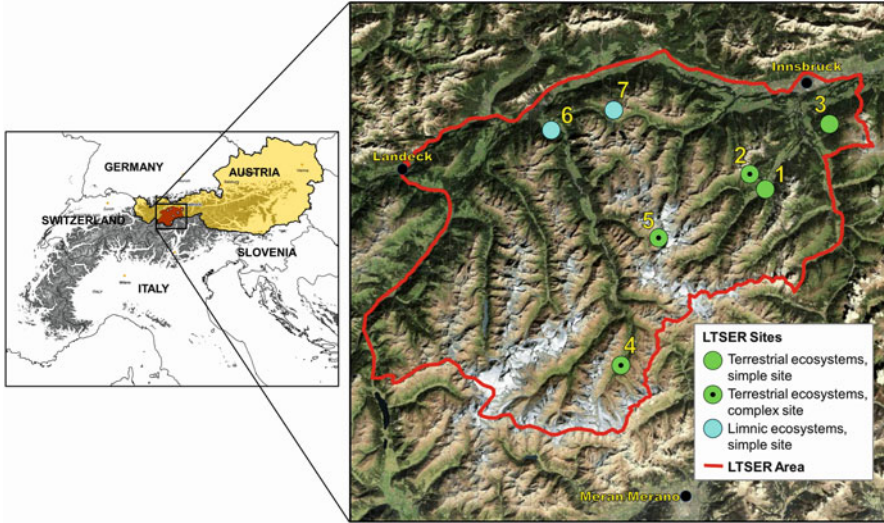 GERMANY
AUSTRIA
SWITZERLAND
SLOVENIA
ITALY
ITALY
Innsbruck
7
3
6
Landeck
2
1
5
4
LTSER Sites
Terrestrial ecosystems,
simple site
Terrestrial ecosystems,
complex site
Limnic ecosystems,
simple site
LTSER Area
Meran Merano